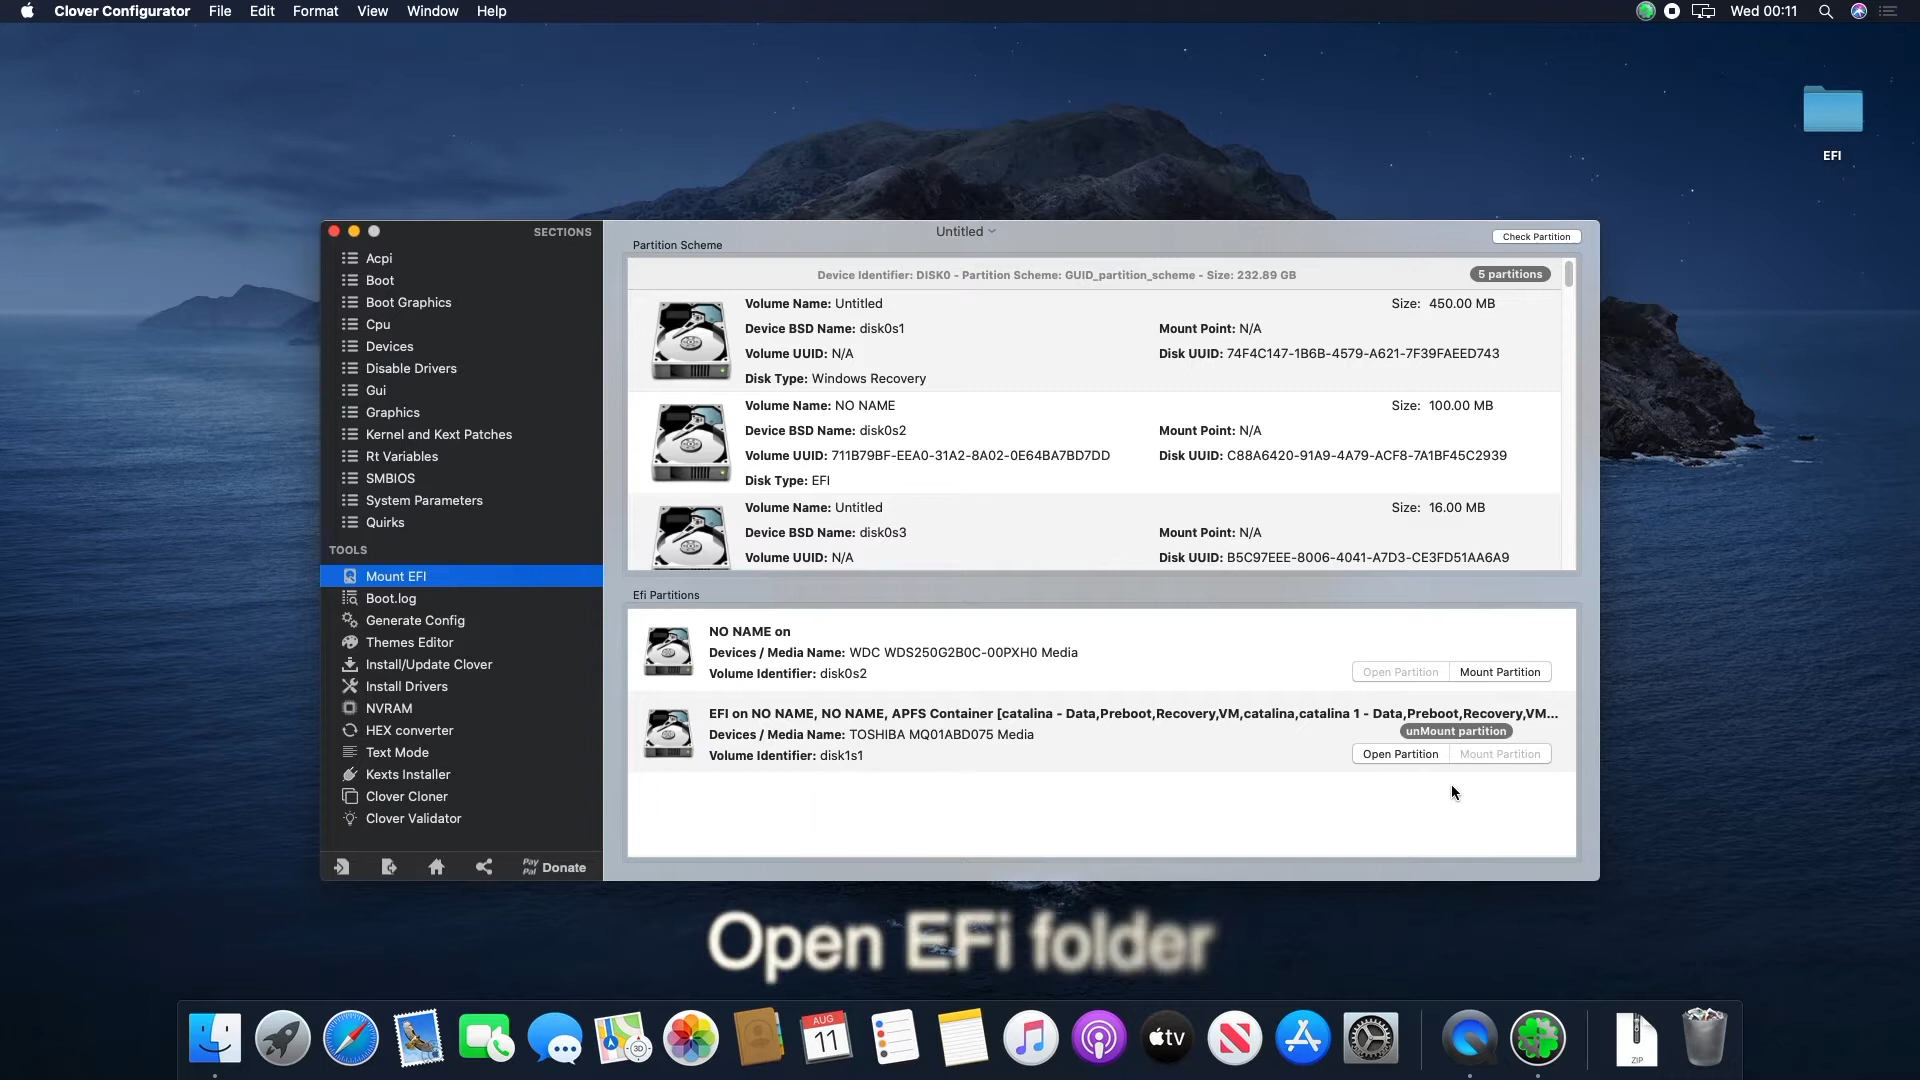 Clover Configurator File Edit Format View Window Help
Wed 00:11
EFI
SECTIONS
Acpi
Boot
Boot Graphics
Cpu
Devices
Disable Drivers
Gui
Graphics
Kernel and Kext Patches
Rt Variables
SMBIOS
System Parameters
Quirks
TOOLS
Mount EFI
Boot.log
Generate Config
Themes Editor
Install/Update Clover
Install Drivers
NVRAM
HEX converter
Text Mode
Kexts Installer
Clover Cloner
Clover Validator
Pay Pal Donate
Untitled
Partition Scheme
Check Partition
Device Identifier: DISK0 - Partition Scheme: GUID_partition_scheme - Size: 232.89 GB
5 partitions
Volume Name: Untitled Size: 450.00 MB
Device BSD Name: disk0s1 Mount Point: N/A
Volume UUID: N/A Disk UUID: 74F4C147-1B6B-4579-A621-7F39FAEED743
Disk Type: Windows Recovery
Volume Name: NO NAME Size: 100.00 MB
Device BSD Name: disk0s2 Mount Point: N/A
Volume UUID: 711B79BF-EEA0-31A2-8A02-0E64BA7BD7DD Disk UUID: C88A6420-91A9-4A79-ACF8-7A1BF45C2939
Disk Type: EFI
Volume Name: Untitled Size: 16.00 MB
Device BSD Name: disk0s3 Mount Point: N/A
Volume UUID: N/A Disk UUID: B5C97EEE-8006-4041-A7D3-CE3FD51AA6A9
Efi Partitions
NO NAME on
Devices / Media Name: WDC WDS250G2B0C-00PXH0 Media
Volume Identifier: disk0s2
Open Partition Mount Partition
EFI on NO NAME, NO NAME, APFS Container [catalina - Data,Preboot,Recovery,VM,catalina,catalina 1 - Data,Preboot,Recovery,VM...
Devices / Media Name: TOSHIBA MQ01ABD075 Media
unMount partition
Volume Identifier: disk1s1
Open Partition Mount Partition
Open EFi folder
3D
AUG
11
tv
ZIP